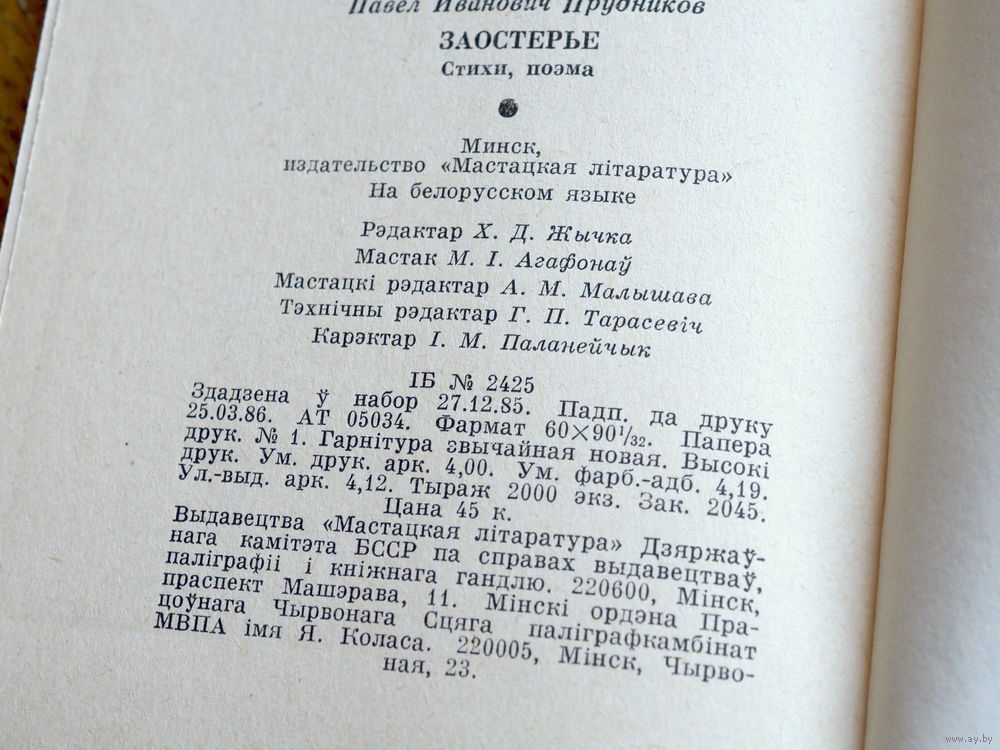 Павел Иванович Прудников
ЗАОСТЕРЬЕ
Стихи, поэма
Минск,
издательство «Мастацкая літаратура»
На белорусском языке
Рэдактар Х. Д. Жычка
Мастак М. І. Агафонаў
Мастацкі рэдактар А. М. Малышава
Тэхнічны рэдактар Г. П. Тарасевіч
Карэктар І. М. Паланейчык
ІБ № 2425
Здадзена ў набор 27.12.85. Падп. да друку
25.03.86. АТ 05034. Фармат 60×90 1/32. Папера
друк. № 1. Гарнітура звычайная новая. Высокі
друк. Ум. друк. арк. 4,00. Ум. фарб.-адб. 4,19.
Ул.-выд. арк. 4,12. Тыраж 2000 экз. Зак. 2045.
Цана 45 к.
Выдавецтва «Мастацкая літаратура» Дзяржаў-
нага камітэта БССР па справах выдавецтваў,
паліграфіі і кніжнага гандлю. 220600, Мінск,
праспект Машэрава, 11. Мінскі ордэна Пра-
цоўнага Чырвонага Сцяга паліграфкамбінат
МВПА імя Я. Коласа. 220005, Мінск, Чырво-
ная, 23.
www.ay.by